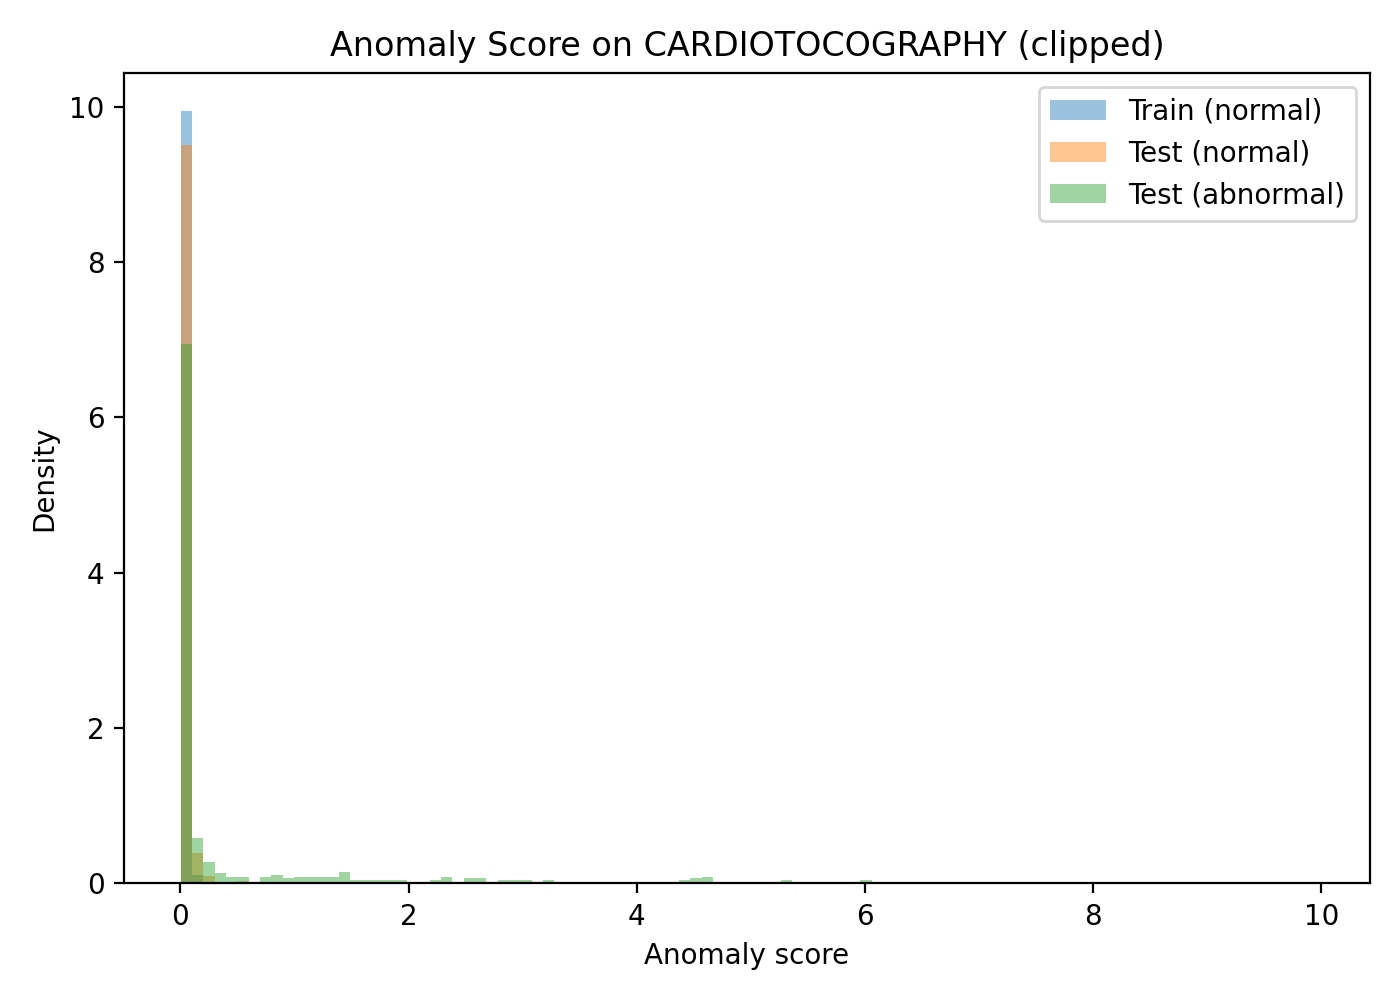 Anomaly Score on CARDIOTOCOGRAPHY (clipped)
Train (normal)
Test (normal)
Test (abnormal)
Density
10
8
6
4
2
0
0 2 4 6 8 10
Anomaly score